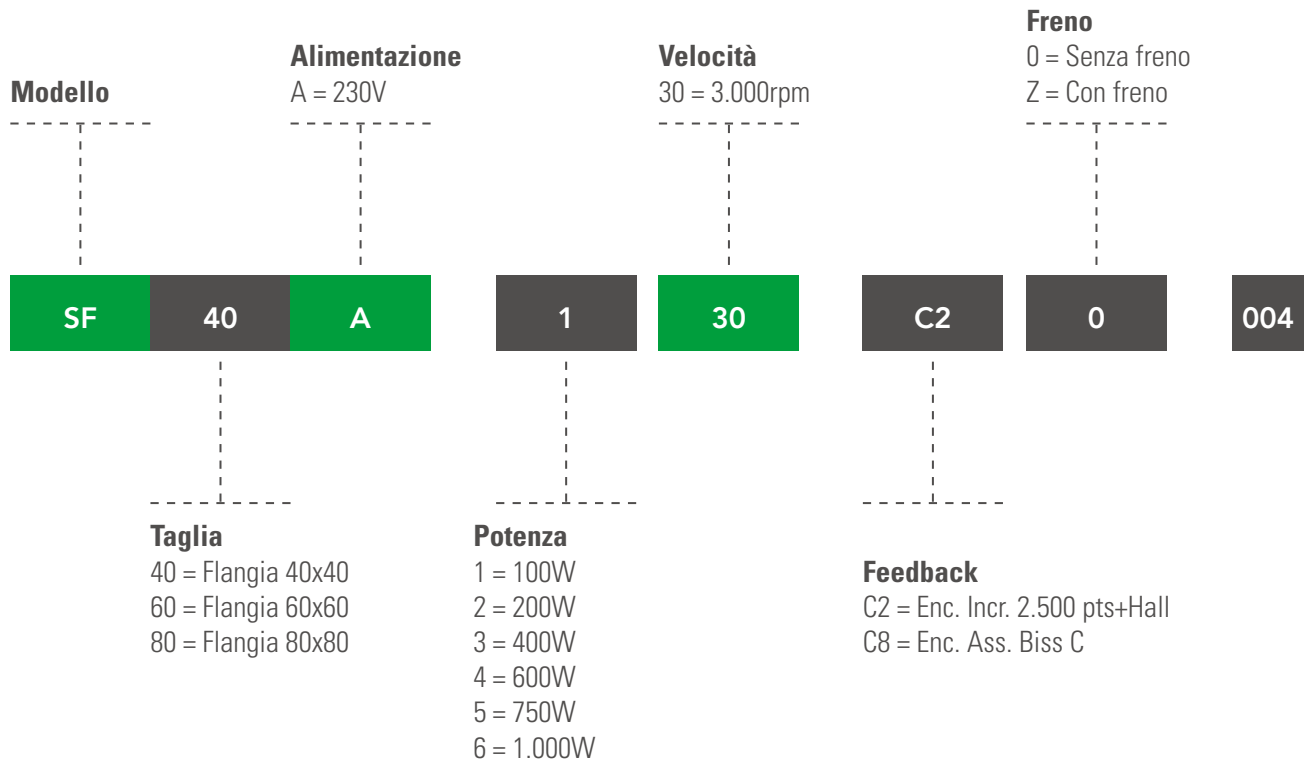 Modello
Alimentazione
A = 230V
Velocità
30 = 3.000rpm
Freno
0 = Senza freno
Z = Con freno
SF 40 A 1 30 C2 0 004
Taglia
40 = Flangia 40x40
60 = Flangia 60x60
80 = Flangia 80x80
Potenza
1 = 100W
2 = 200W
3 = 400W
4 = 600W
5 = 750W
6 = 1.000W
Feedback
C2 = Enc. Incr. 2.500 pts+Hall
C8 = Enc. Ass. Biss C